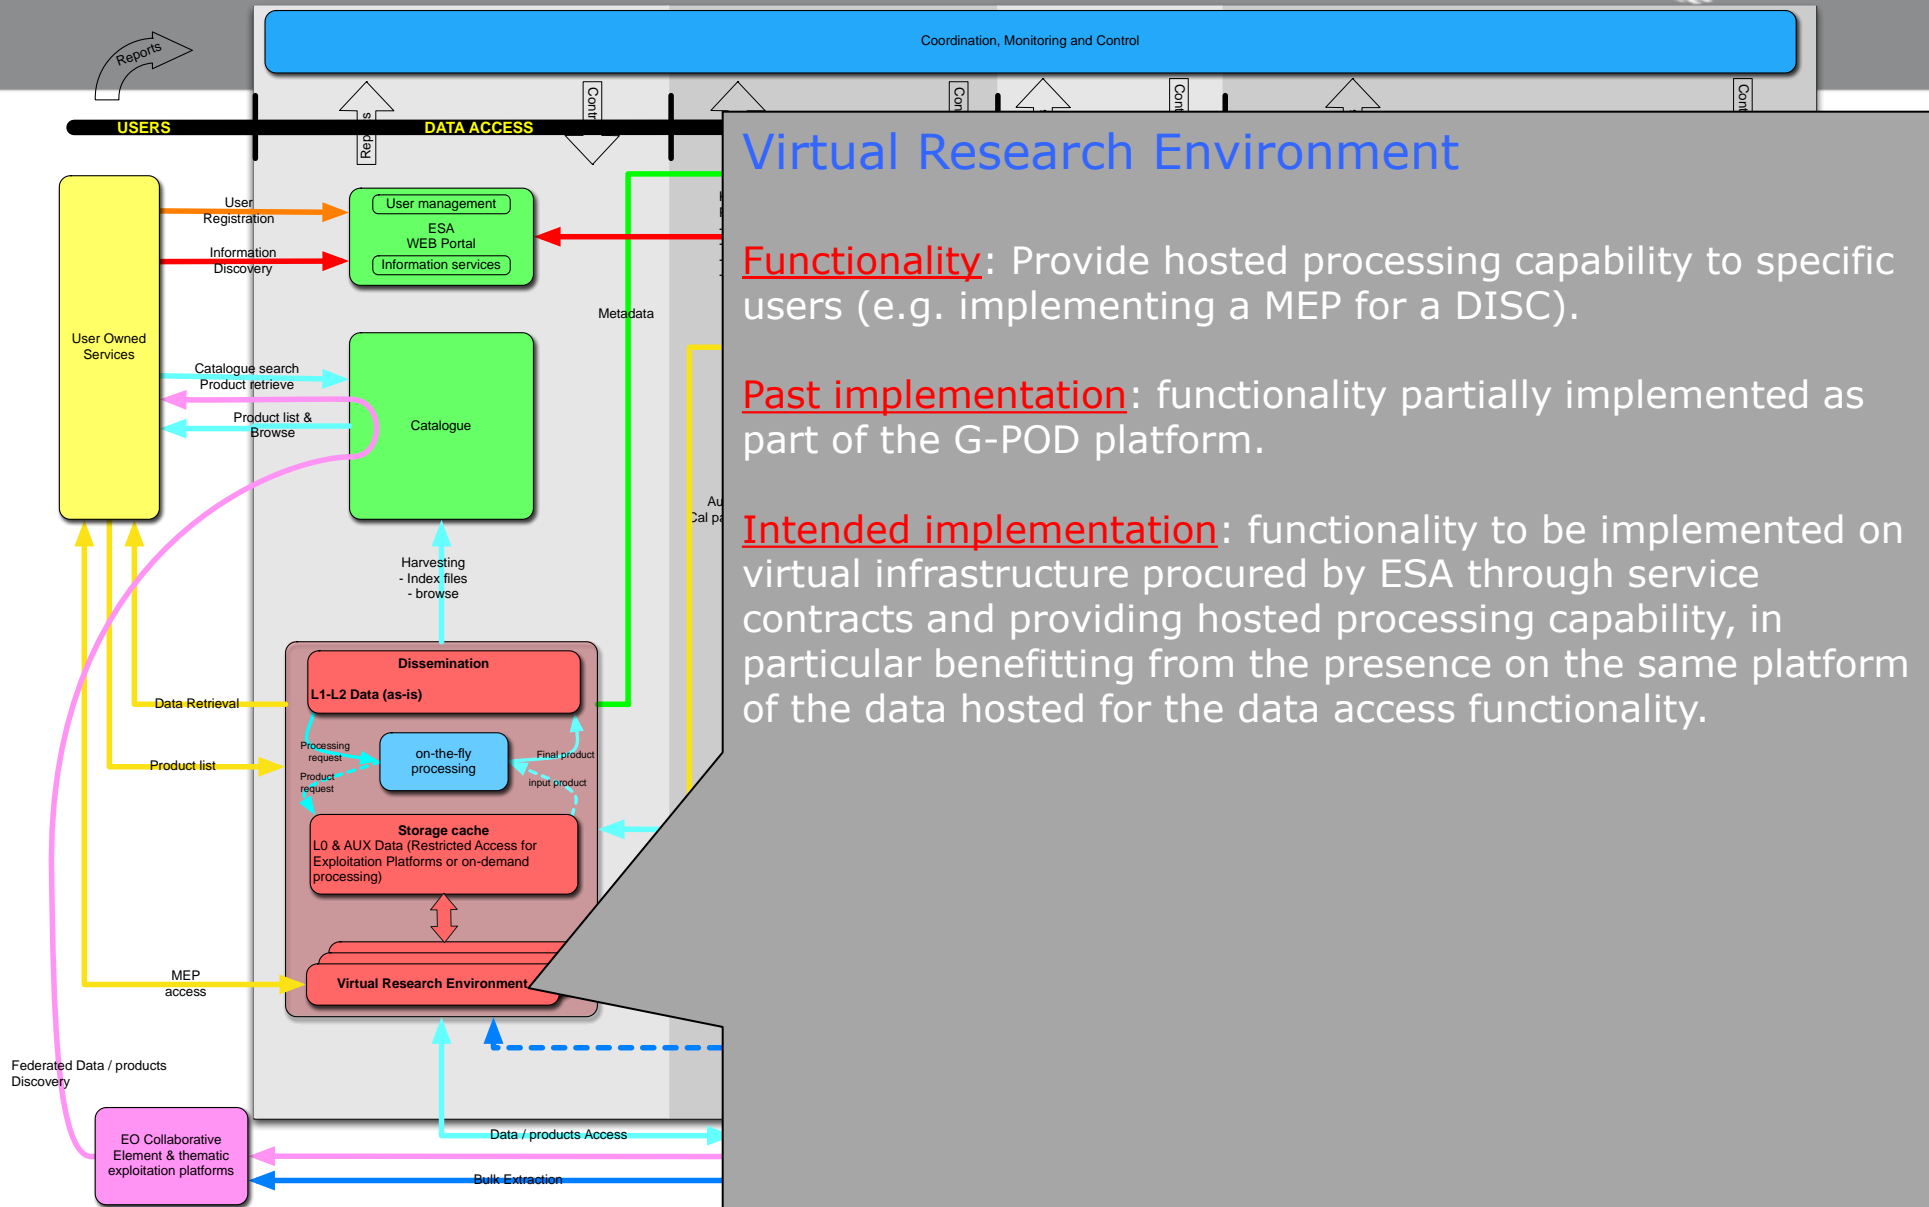 Coordination, Monitoring and Control
Reports
USERS
DATA ACCESS
User
Registration
Information
Discovery
User management
ESA
WEB Portal
Information services
Metadata
User Owned
Services
Catalogue search
Product retrieve
Product list &
Browse
Catalogue
Harvesting
- Index files
- browse
Dissemination
L1-L2 Data (as-is)
Data Retrieval
Processing
request
on-the-fly
processing
Final product
Product
request
input product
Product list
Storage cache
L0 & AUX Data (Restricted Access for
Exploitation Platforms or on-demand
processing)
MEP
access
Virtual Research Environment
Federated Data / products
Discovery
EO Collaborative
Element & thematic
exploitation platforms
Data / products Access
Bulk Extraction
Virtual Research Environment
Functionality: Provide hosted processing capability to specific
users (e.g. implementing a MEP for a DISC).
Past implementation: functionality partially implemented as
part of the G-POD platform.
Intended implementation: functionality to be implemented on
virtual infrastructure procured by ESA through service
contracts and providing hosted processing capability, in
particular benefitting from the presence on the same platform
of the data hosted for the data access functionality.